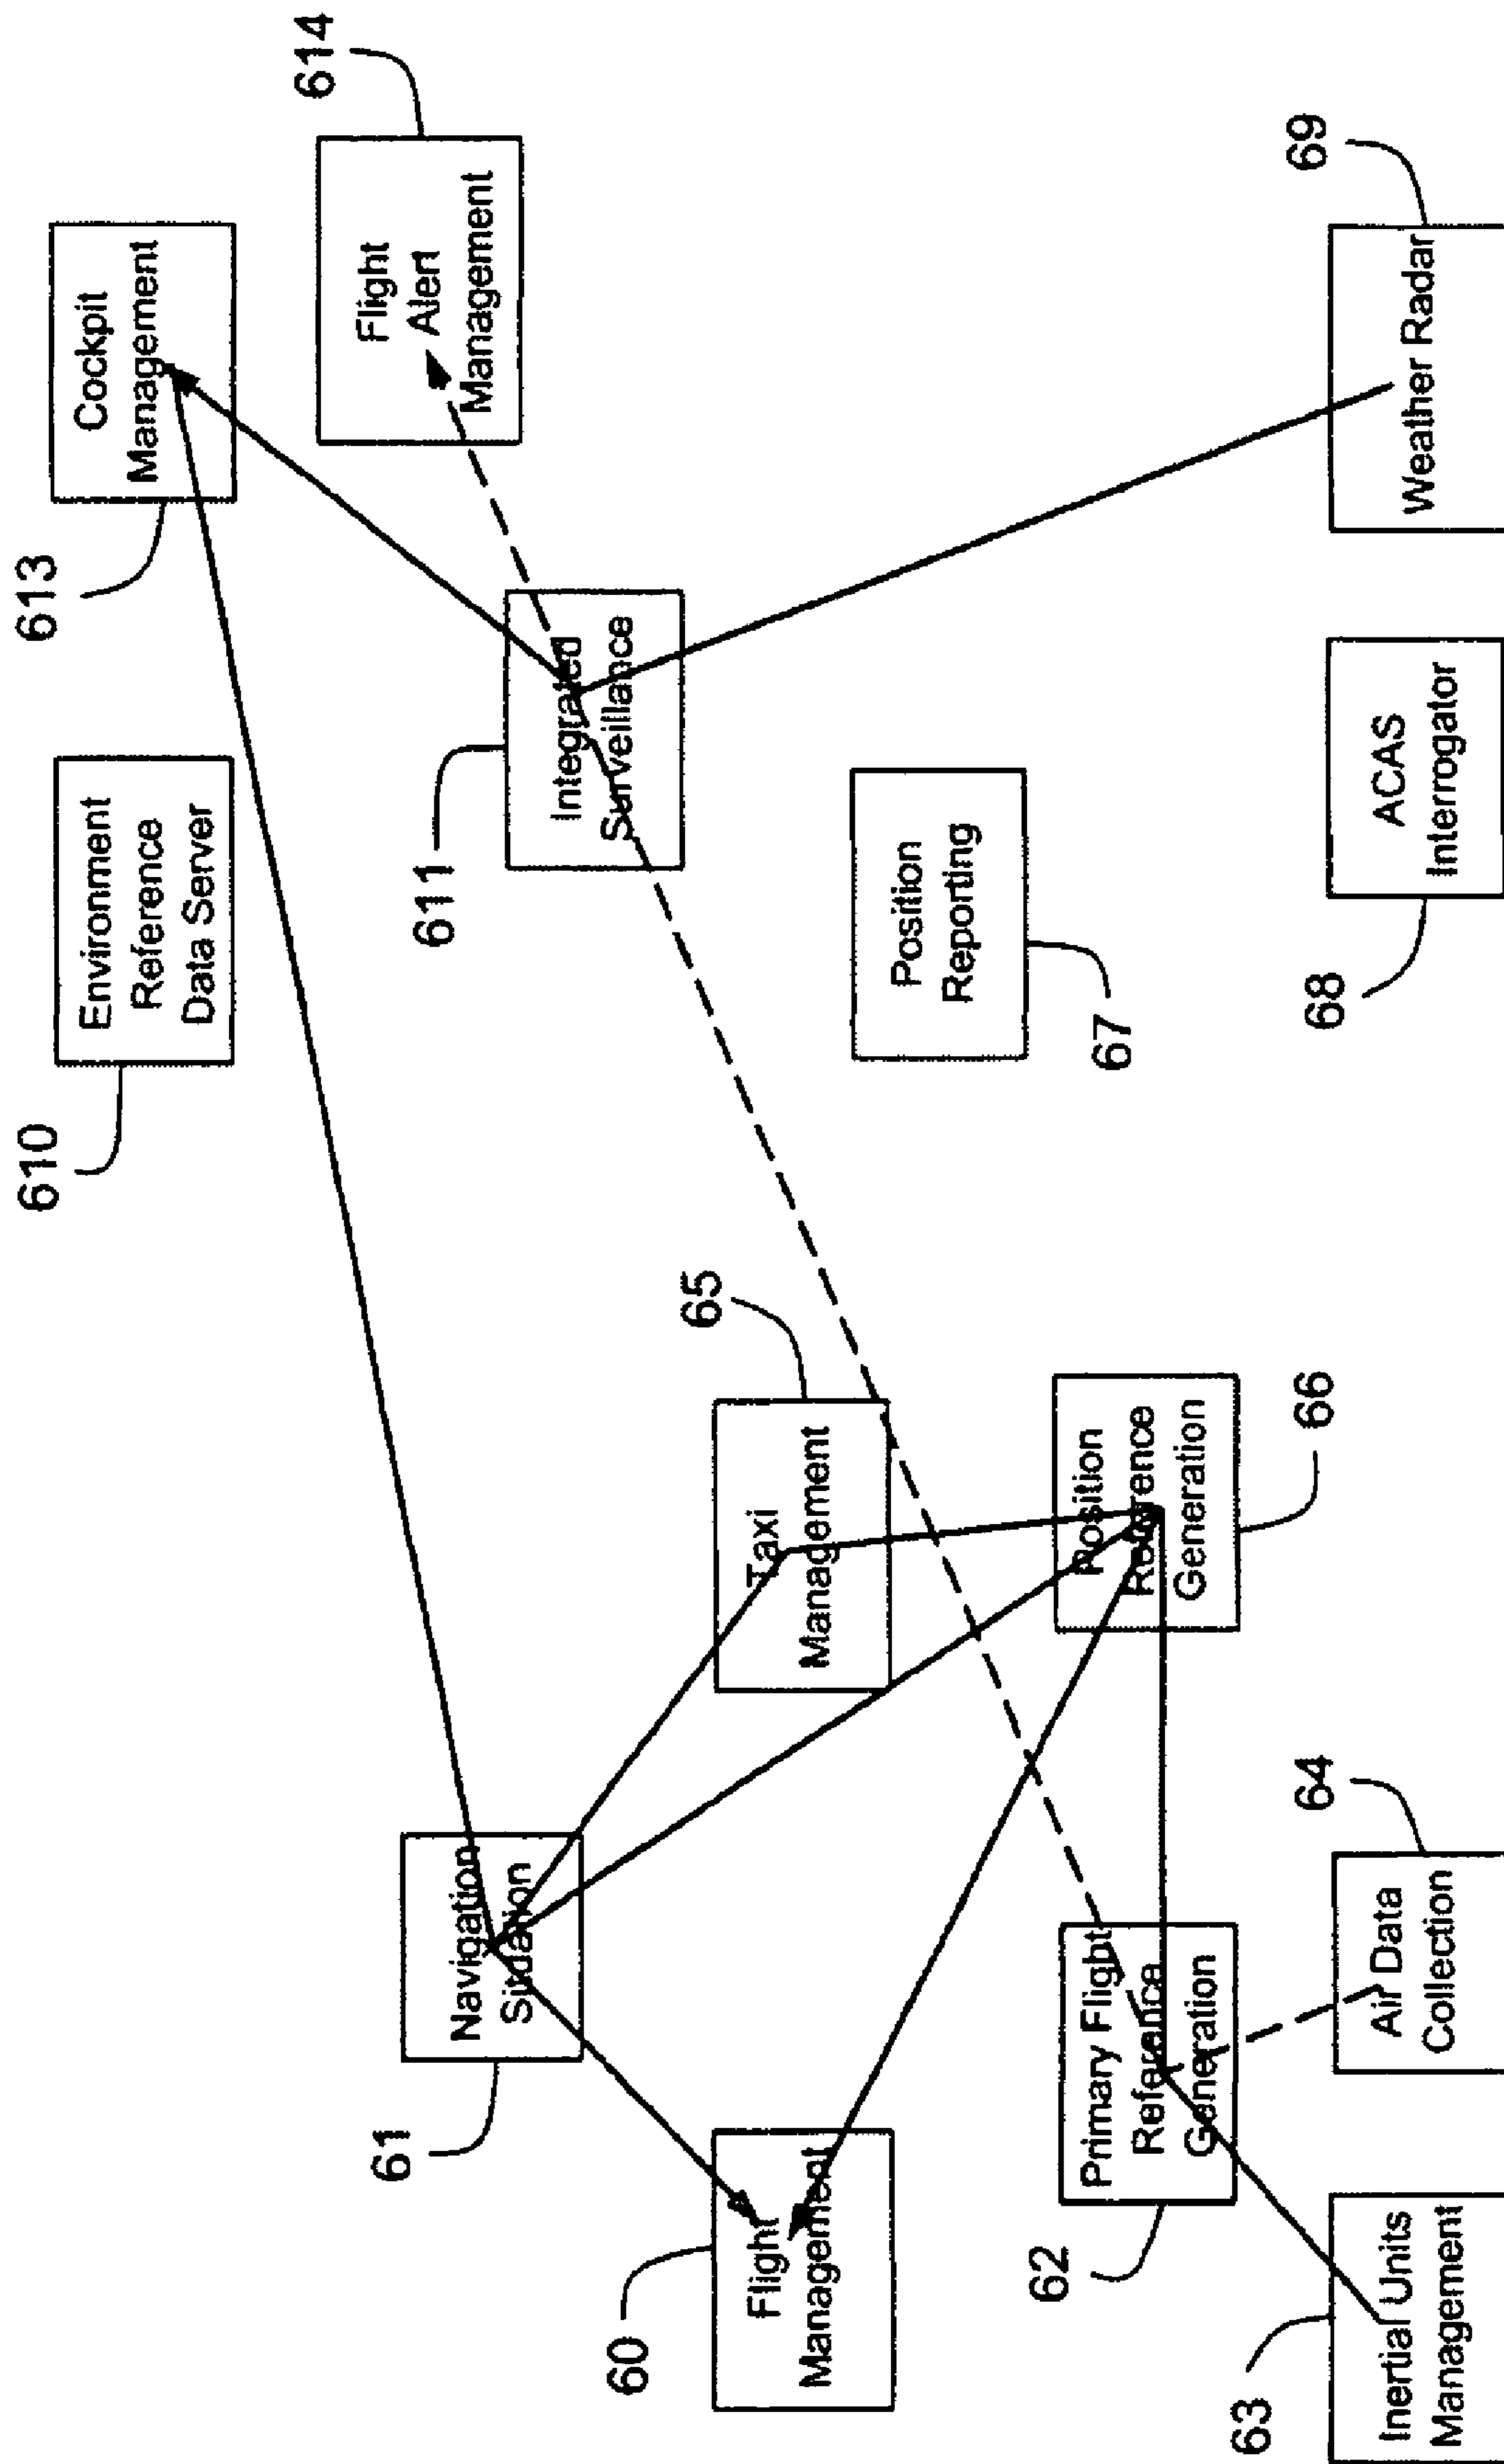 613
Cockpit
Management
614
Flight
Alert
Management
610
Environment
Reference
Data Server
611
Integrated
Surveillance
69
Weather Radar
61
Navigation
Situation
65
Taxi
Management
67
Position
Reporting
68
ACAS
Interrogator
60
Flight
Management
66
Position
Reference
Generation
62
Primary Flight
Reference
Generation
64
Air Data
Collection
63
Inertial Units
Management